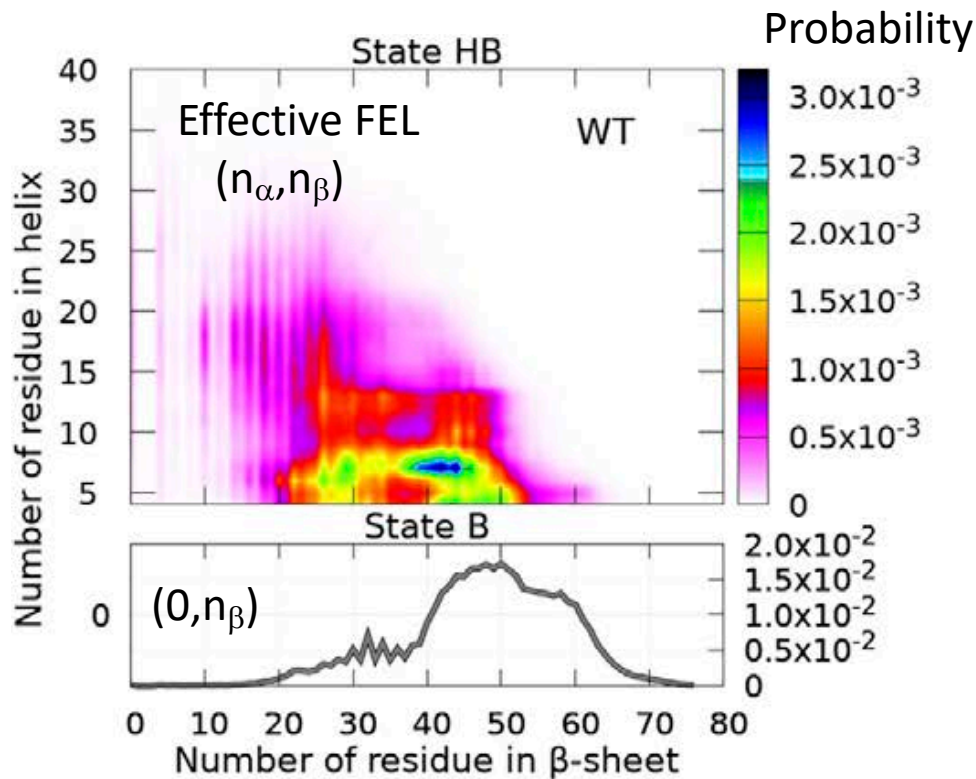 Probability
State HB
Effective FEL
(nα,nβ)
WT
Number of residue in helix
40
35
30
25
20
15
10
5
3.0x10-3
2.5x10-3
2.0x10-3
1.5x10-3
1.0x10-3
0.5x10-3
0
State B
(0,nβ)
0
2.0x10-2
1.5x10-2
1.0x10-2
0.5x10-2
0
0 10 20 30 40 50 60 70 80
Number of residue in β-sheet